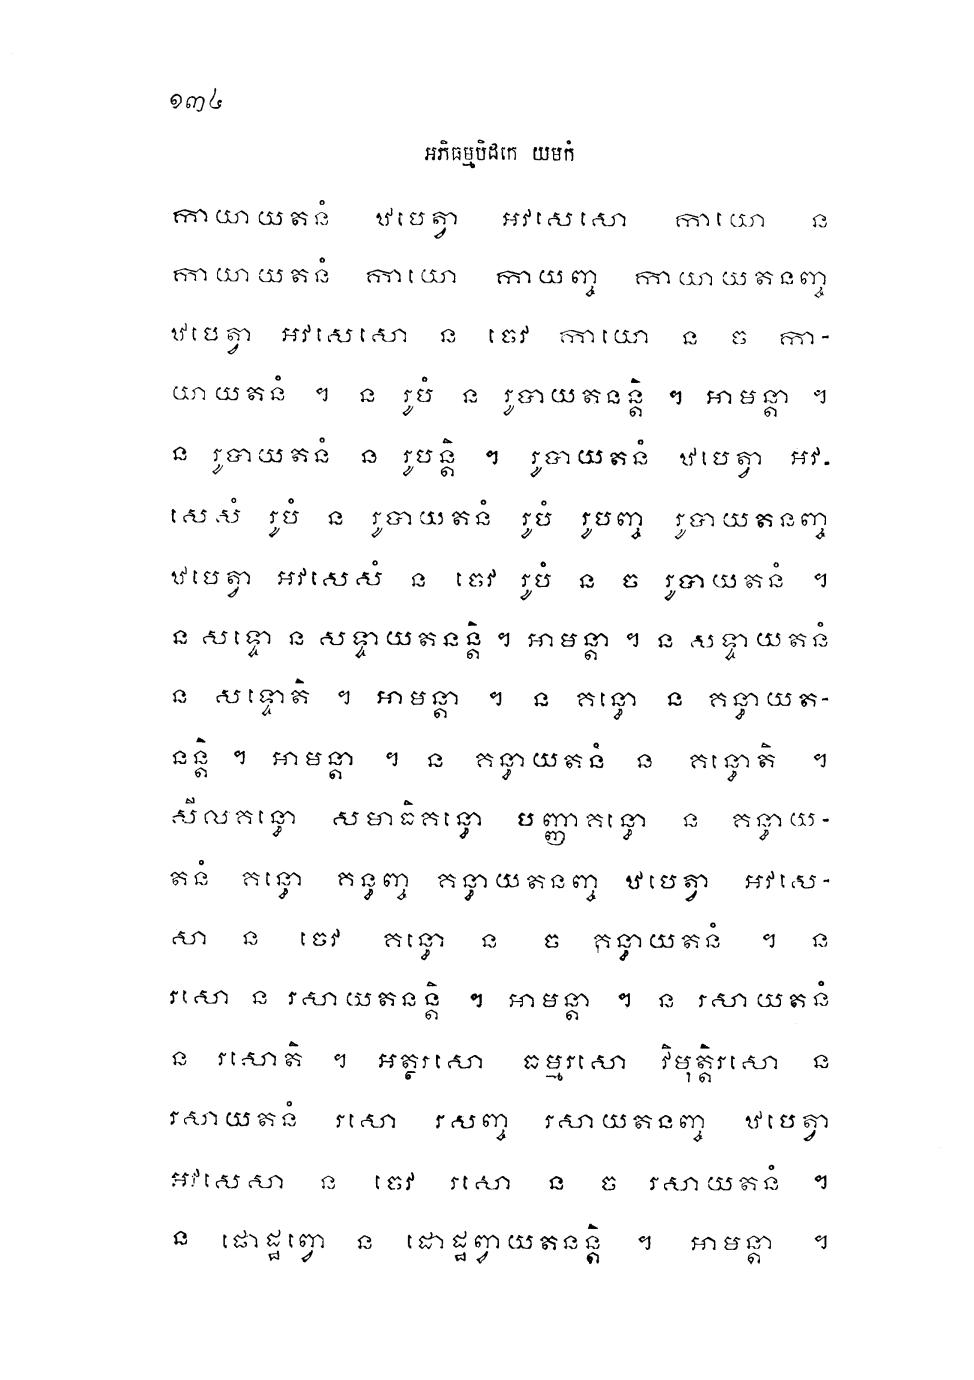 ១៣៤
អភិធម្មបិដកេ យមកំ
កាយាយតនំ ឋបេត្វា អវសេសោ កាយោ ន
កាយាយតនំ កាយោ កាយញ្ច កាយាយតនញ្ច
ឋបេត្វា អវសេសោ ន ចេវ កាយោ ន ច កា-
យាយតនំ ។ ន រូបំ ន រូបាយតនន្តិ ។ អាមន្តា ។
ន រូបាយតនំ ន រូបន្តិ ។ រូបាយតនំ ឋបេត្វា អវ-
សេសំ រូបំ ន រូបាយតនំ រូបំ រូបញ្ច រូបាយតនញ្ច
ឋបេត្វា អវសេសំ ន ចេវ រូបំ ន ច រូបាយតនំ ។
ន សទ្ទោ ន សទ្ទាយតនន្តិ ។ អាមន្តា ។ ន សទ្ទាយតនំ
ន សទ្ទោតិ ។ អាមន្តា ។ ន គន្ធោ ន គន្ធាយត-
នន្តិ ។ អាមន្តា ។ ន គន្ធាយតនំ ន គន្ធោតិ ។
សីលគន្ធោ សមាធិគន្ធោ បញ្ញាគន្ធោ ន គន្ធាយ-
តនំ គន្ធោ គន្ធញ្ច គន្ធាយតនញ្ច ឋបេត្វា អវសេ-
សា ន ចេវ គន្ធោ ន ច គន្ធាយតនំ ។ ន
រសោ ន រសាយតនន្តិ ។ អាមន្តា ។ ន រសាយតនំ
ន រសោតិ ។ អត្ថរសោ ធម្មរសោ វិមុត្តិរសោ ន
រសាយតនំ រសោ រសញ្ច រសាយតនញ្ច ឋបេត្វា
អវសេសា ន ចេវ រសោ ន ច រសាយតនំ ។
ន ផោដ្ឋព្វោ ន ផោដ្ឋព្វាយតនន្តិ ។ អាមន្តា ។